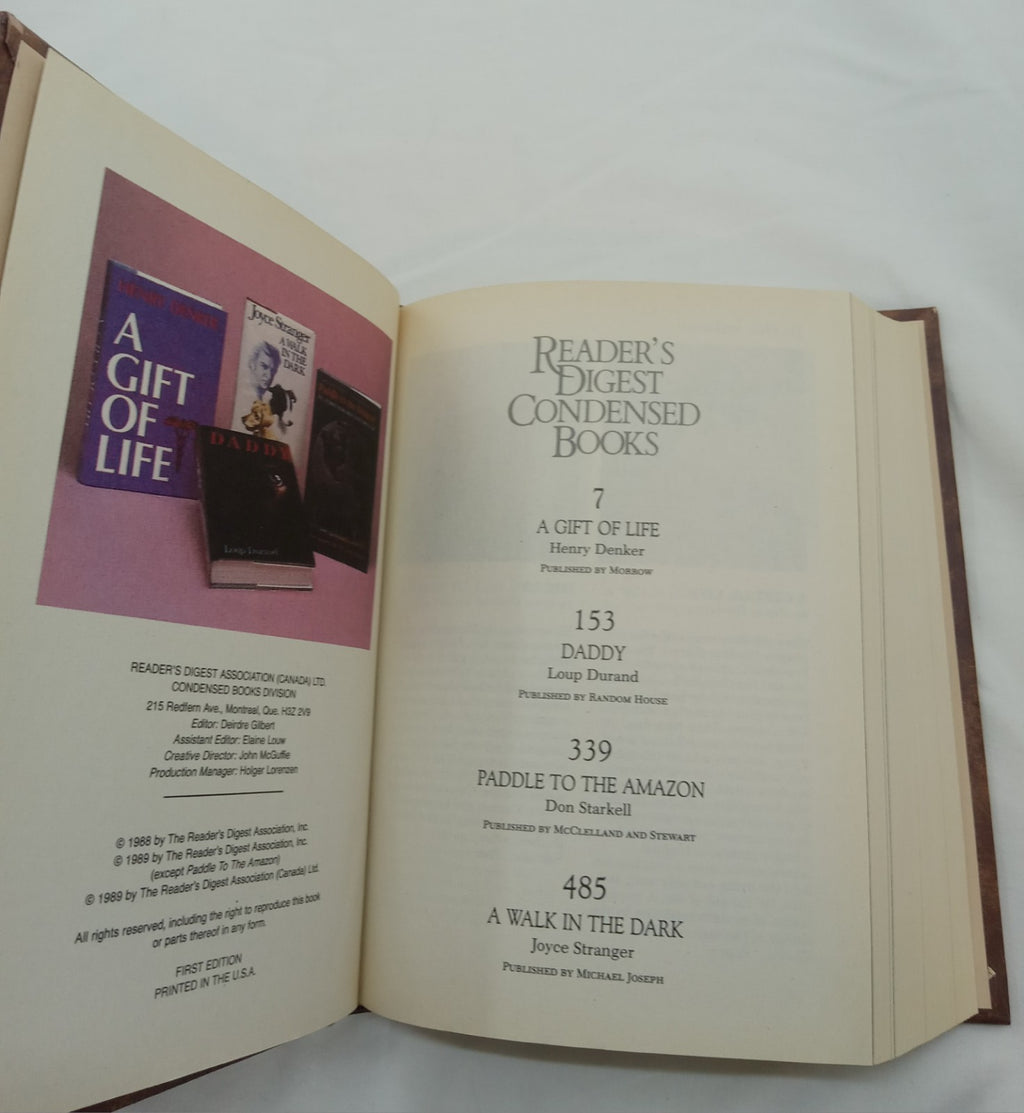 HENRY DENKER
A
GIFT
OF
LIFE
Joyce Stranger
A WALK
IN THE
DARK
Paddle to the Amazon
DADDY
Loup Durand
READER'S DIGEST ASSOCIATION (CANADA) LTD.
CONDENSED BOOKS DIVISION
215 Redfern Ave., Montreal, Que. H3Z 2V9
Editor: Deirdre Gilbert
Assistant Editor: Elaine Louw
Creative Director: John McGuffie
Production Manager: Holger Lorenzen
© 1988 by The Reader's Digest Association, Inc.
© 1989 by The Reader's Digest Association, Inc.
(except Paddle To The Amazon)
© 1989 by The Reader's Digest Association (Canada) Ltd.
All rights reserved, including the right to reproduce this book
or parts thereof in any form.
FIRST EDITION
PRINTED IN THE U.S.A.
READER'S
DIGEST
CONDENSED
BOOKS
7
A GIFT OF LIFE
Henry Denker
PUBLISHED BY MORROW
153
DADDY
Loup Durand
PUBLISHED BY RANDOM HOUSE
339
PADDLE TO THE AMAZON
Don Starkell
PUBLISHED BY MCCLELLAND AND STEWART
485
A WALK IN THE DARK
Joyce Stranger
PUBLISHED BY MICHAEL JOSEPH